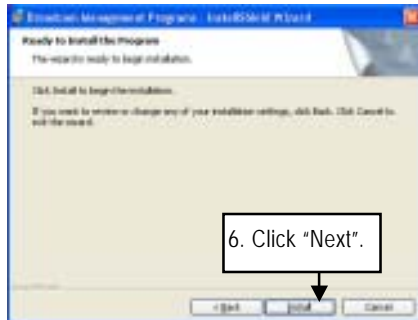 Broadcom Management Programs - InstallShield Wizard
Ready to Install the Program
The wizard is ready to begin installation.
Click Install to begin the installation.
If you want to review or change any of your installation settings, click Back. Click Cancel to
exit the wizard.
6. Click “Next”.
< Back
Install
Cancel